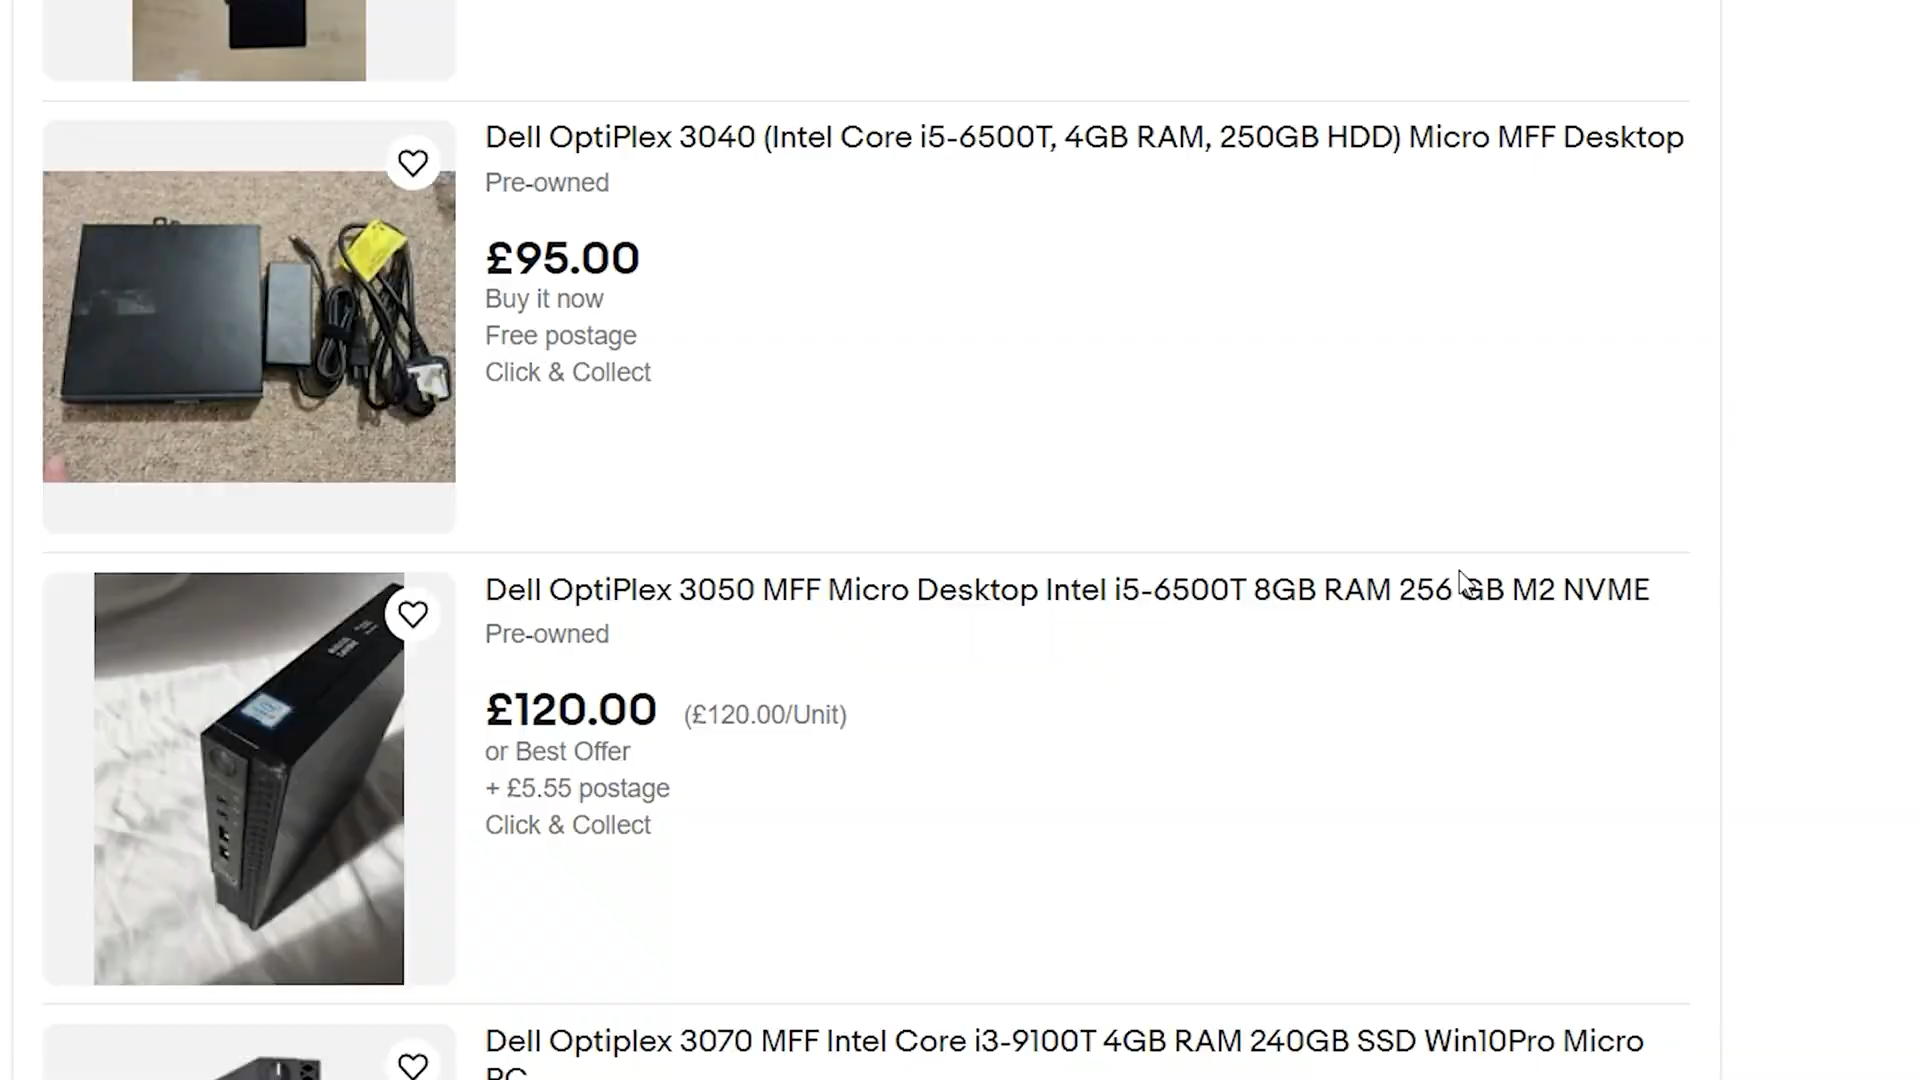 Dell OptiPlex 3040 (Intel Core i5-6500T, 4GB RAM, 250GB HDD) Micro MFF Desktop
Pre-owned
£95.00
Buy it now
Free postage
Click & Collect
Dell OptiPlex 3050 MFF Micro Desktop Intel i5-6500T 8GB RAM 256 GB M2 NVME
Pre-owned
£120.00 (£120.00/Unit)
or Best Offer
+ £5.55 postage
Click & Collect
Dell Optiplex 3070 MFF Intel Core i3-9100T 4GB RAM 240GB SSD Win10Pro Micro
PC